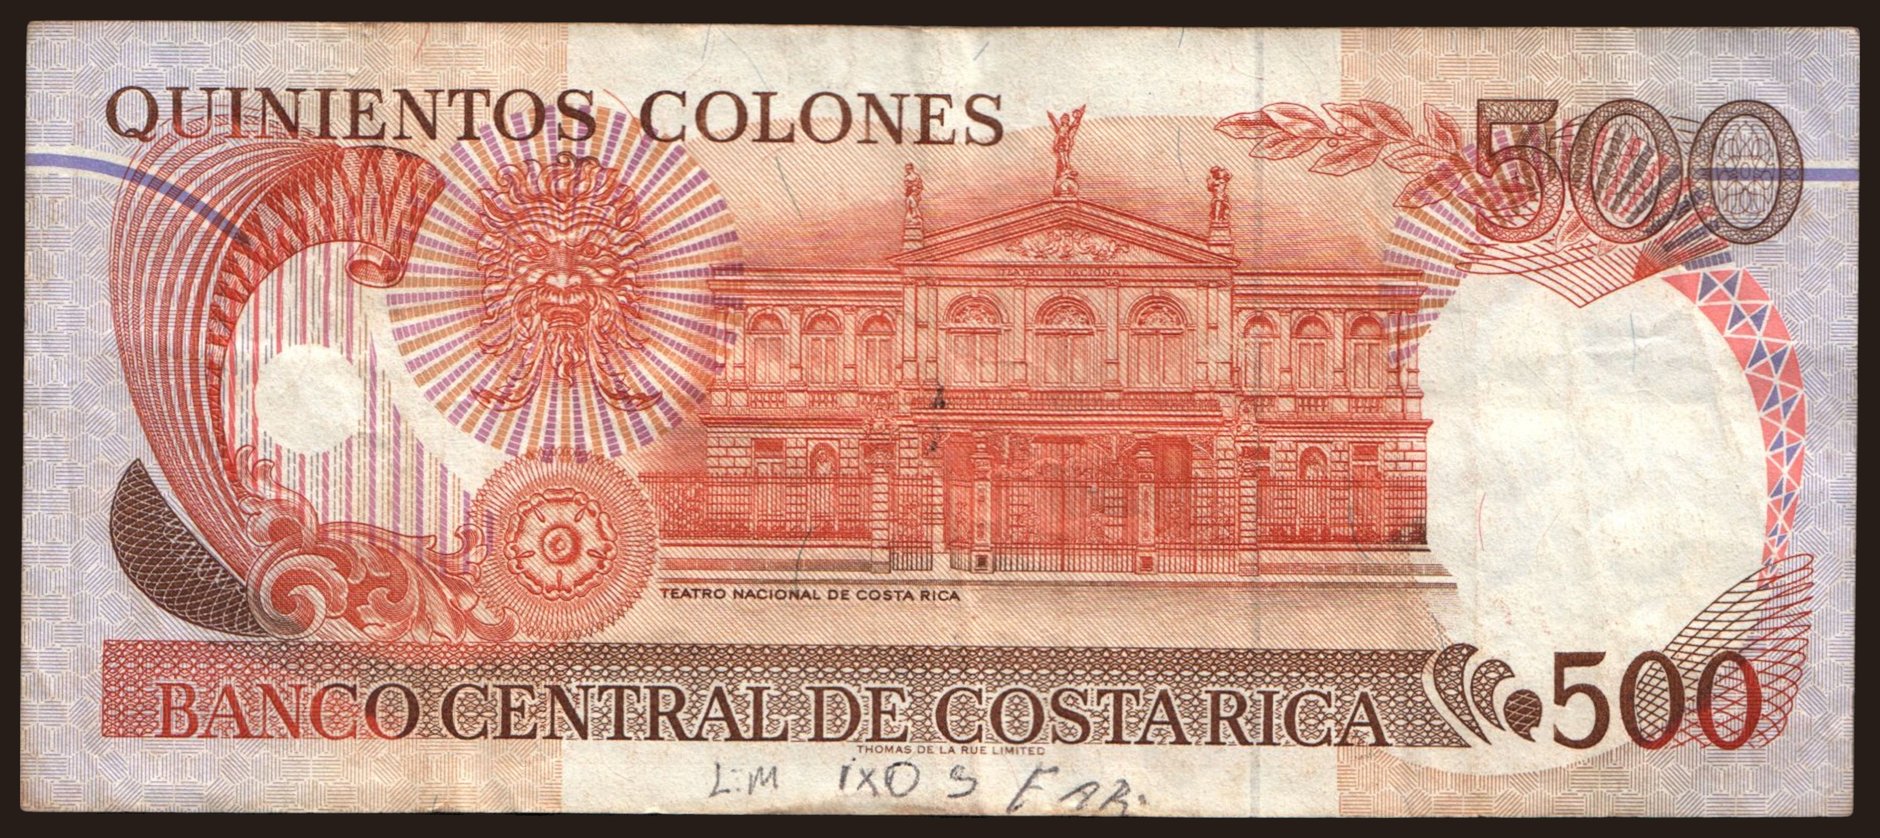 QUINIENTOS COLONES
500
TEATRO NACIONAL
TEATRO NACIONAL DE COSTA RICA
BANCO CENTRAL DE COSTA RICA
500
THOMAS DE LA RUE LIMITED